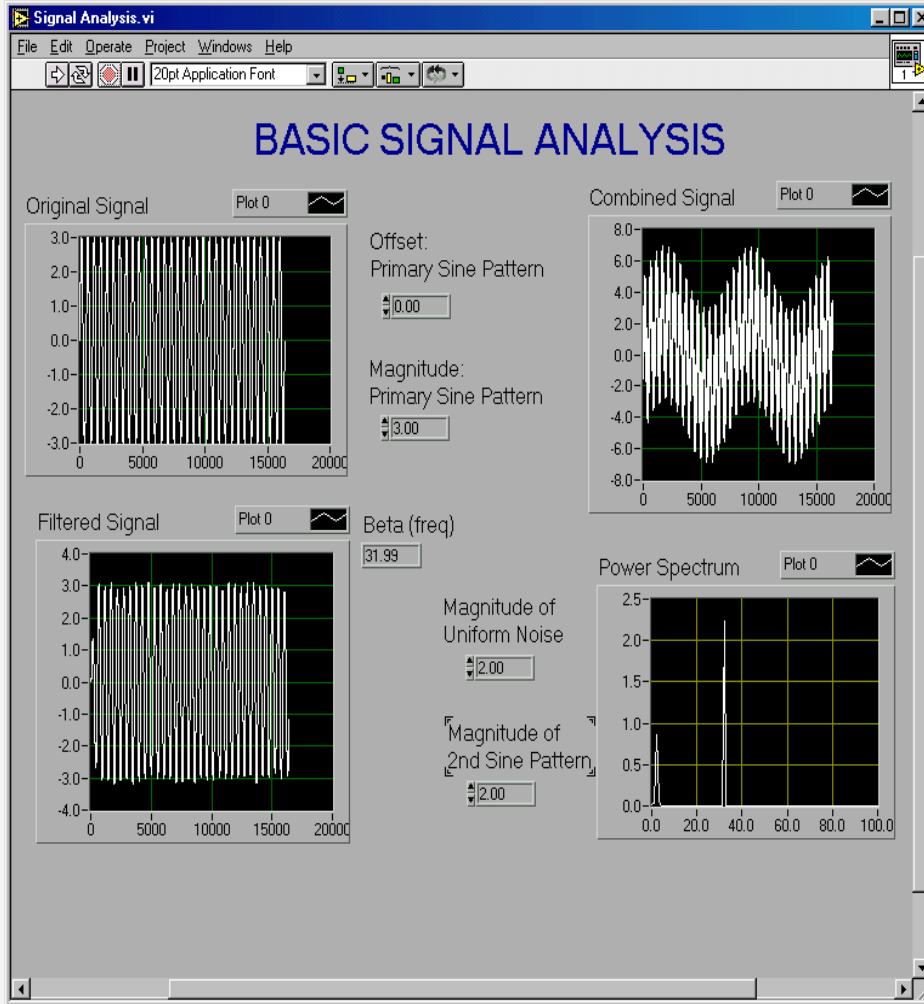 Signal Analysis.vi
File Edit Operate Project Windows Help
20pt Application Font
1
BASIC SIGNAL ANALYSIS
Original Signal
Plot 0
3.0
2.0
1.0
0.0
-1.0
-2.0
-3.0
0 5000 10000 15000 20000
Offset:
Primary Sine Pattern
0.00
Magnitude:
Primary Sine Pattern
3.00
Combined Signal
Plot 0
8.0
6.0
4.0
2.0
0.0
-2.0
-4.0
-6.0
-8.0
0 5000 10000 15000 20000
Filtered Signal
Plot 0
4.0
3.0
2.0
1.0
0.0
-1.0
-2.0
-3.0
-4.0
0 5000 10000 15000 20000
Beta (freq)
31.99
Magnitude of
Uniform Noise
2.00
Magnitude of
2nd Sine Pattern
2.00
Power Spectrum
Plot 0
2.5
2.0
1.5
1.0
0.5
0.0
0.0 20.0 40.0 60.0 80.0 100.0